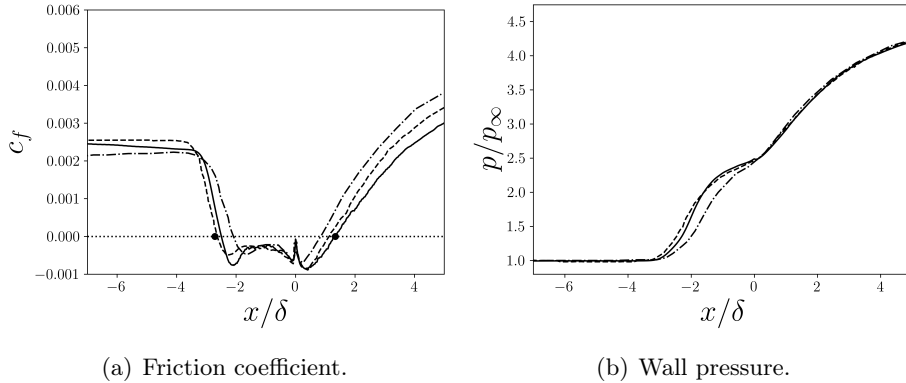 0.006
0.005
0.004
0.003
0.002
0.001
0.000
−0.001
c_f
−6 −4 −2 0 2 4
x/δ
(a) Friction coefficient.
4.5
4.0
3.5
3.0
2.5
2.0
1.5
1.0
p/p_∞
−6 −4 −2 0 2 4
x/δ
(b) Wall pressure.